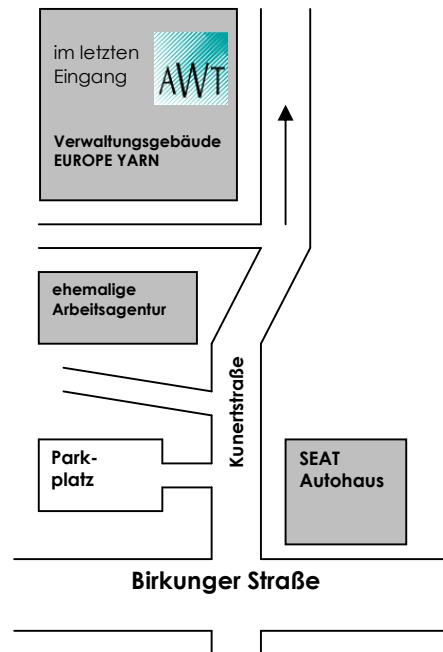 im letzten
Eingang
AWT
Verwaltungsgebäude
EUROPE YARN
ehemalige
Arbeitsagentur
Kunertstraße
Park-
platz
SEAT
Autohaus
Birkunger Straße